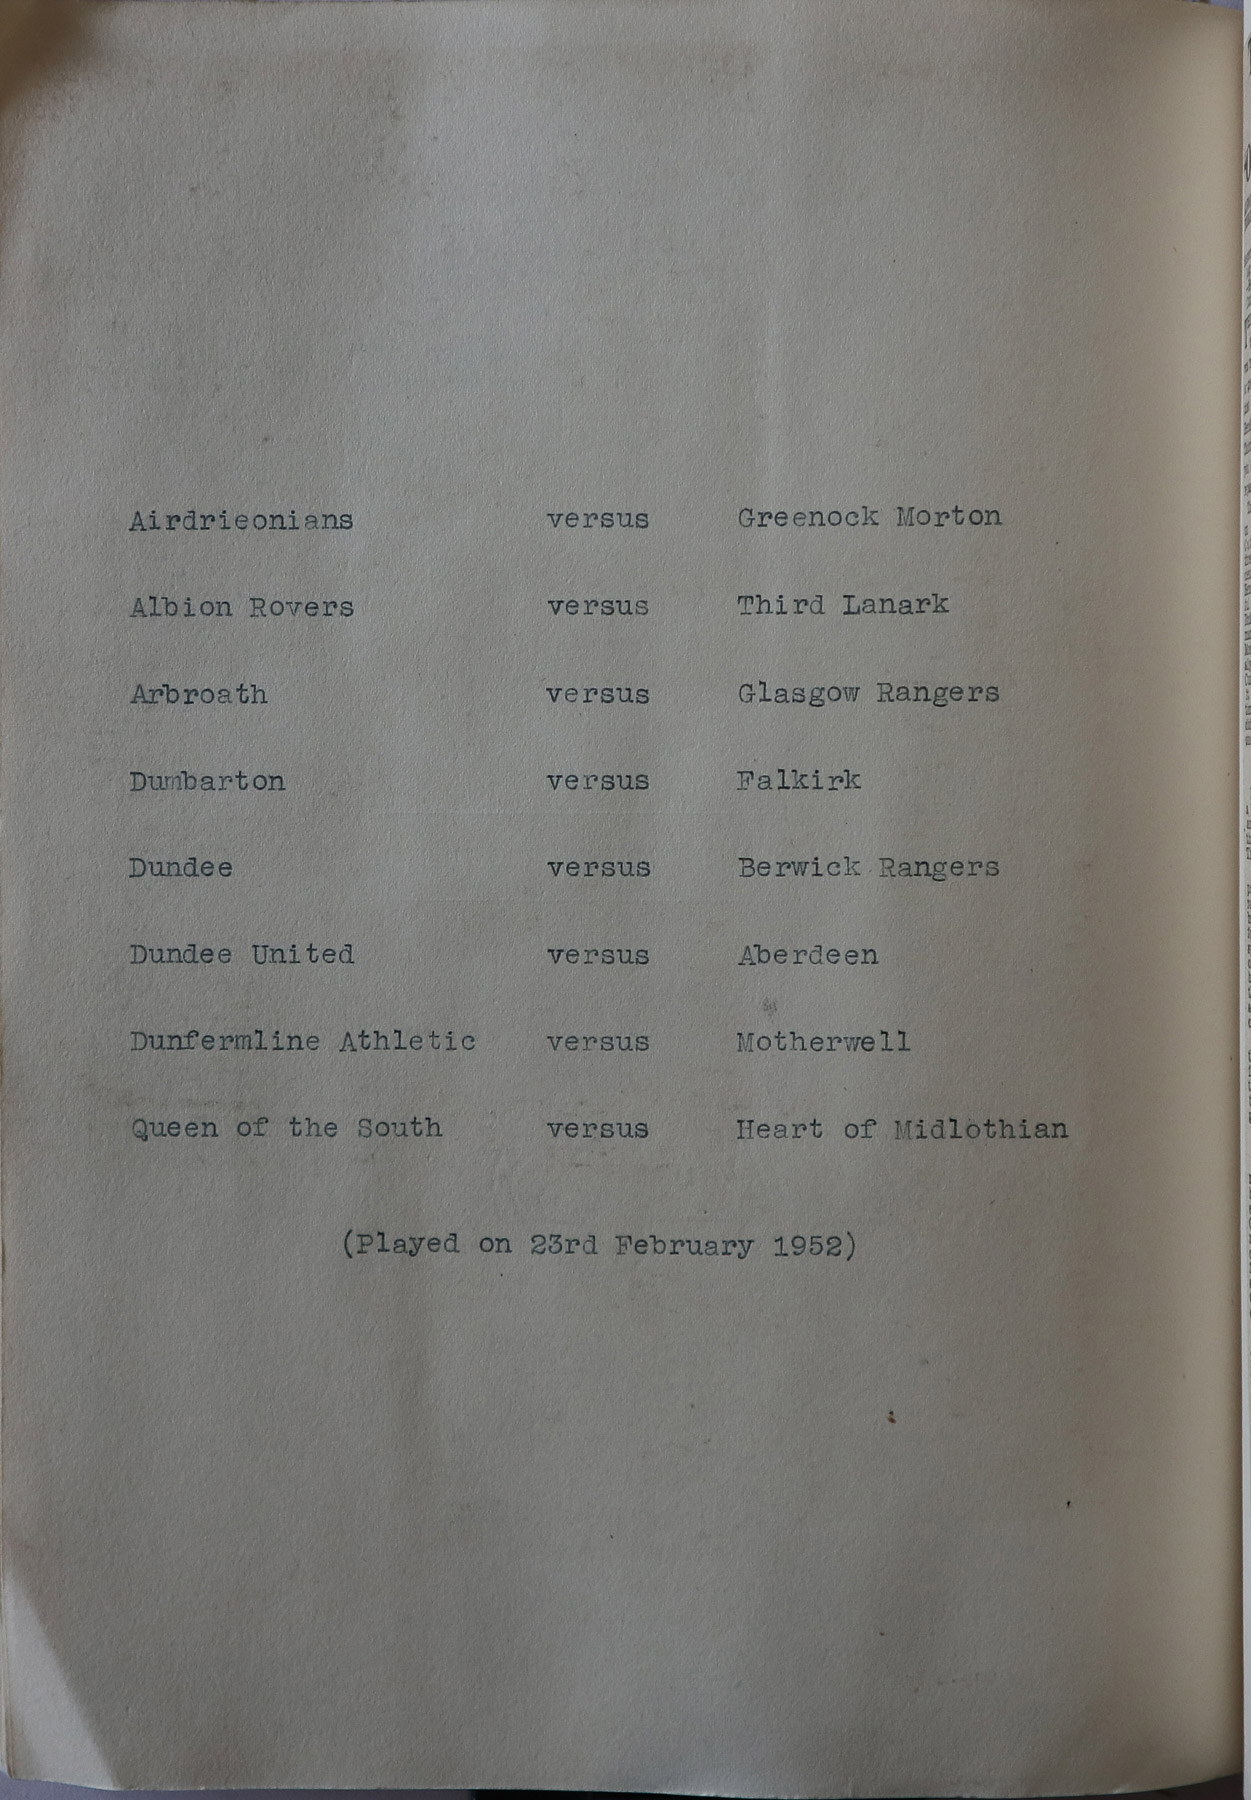 Airdrieonians versus Greenock Morton
Albion Rovers versus Third Lanark
Arbroath versus Glasgow Rangers
Dumbarton versus Falkirk
Dundee versus Berwick Rangers
Dundee United versus Aberdeen
Dunfermline Athletic versus Motherwell
Queen of the South versus Heart of Midlothian
(Played on 23rd February 1952)